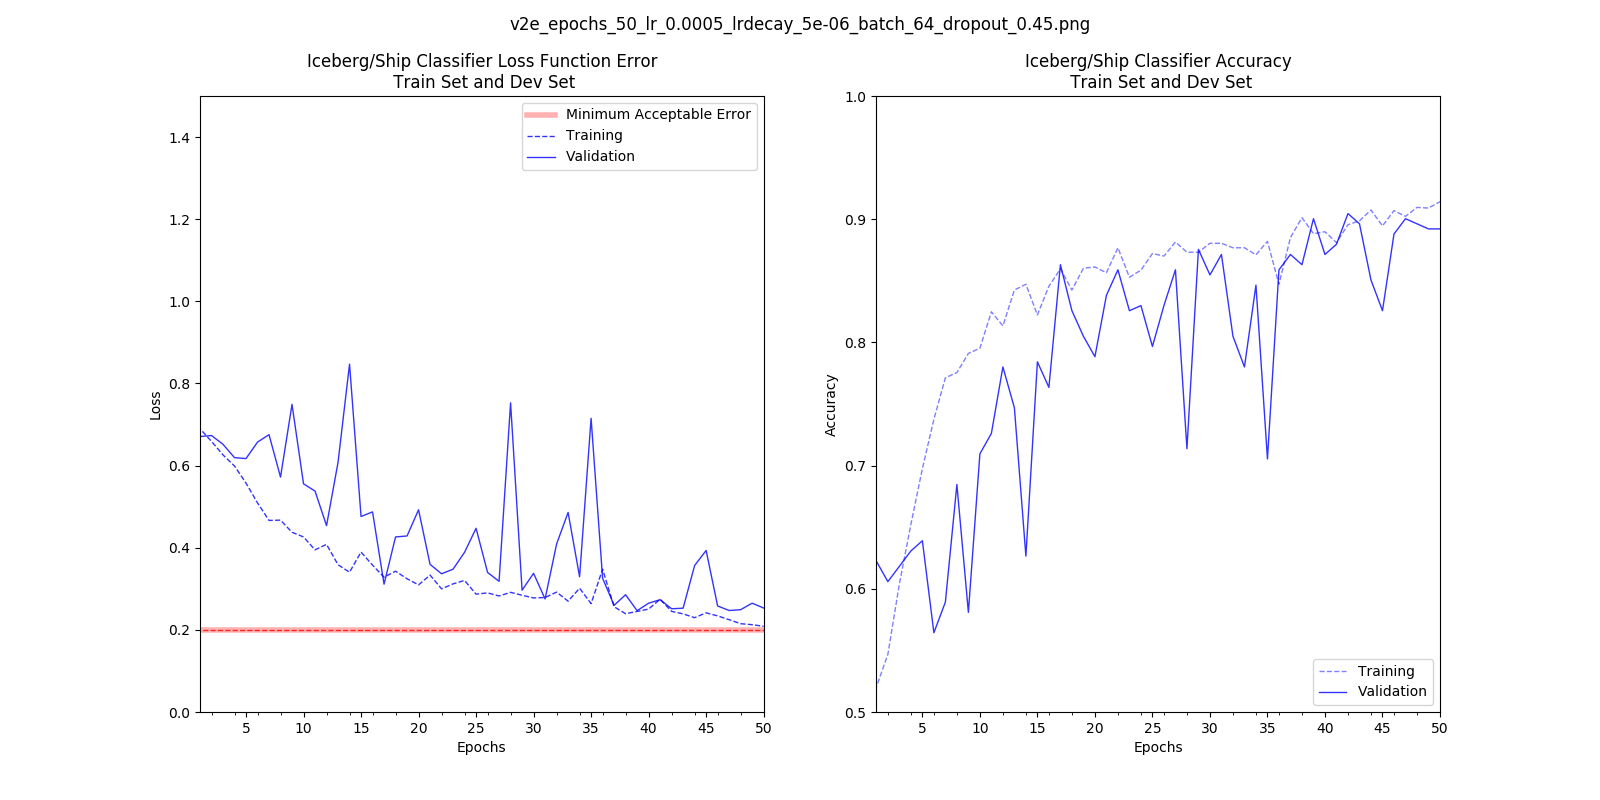 v2e_epochs_50_lr_0.0005_lrdecay_5e-06_batch_64_dropout_0.45.png
Iceberg/Ship Classifier Loss Function Error
Train Set and Dev Set
Minimum Acceptable Error
Training
Validation
1.4
1.2
1.0
0.8
0.6
0.4
0.2
0.0
Loss
5 10 15 20 25 30 35 40 45 50
Epochs
Iceberg/Ship Classifier Accuracy
Train Set and Dev Set
1.0
0.9
0.8
0.7
0.6
0.5
Accuracy
Training
Validation
5 10 15 20 25 30 35 40 45 50
Epochs